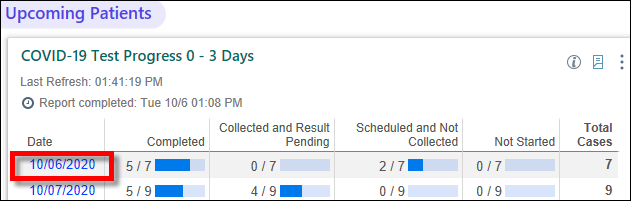 Upcoming Patients
COVID-19 Test Progress 0 - 3 Days
Last Refresh: 01:41:19 PM
Report completed: Tue 10/6 01:08 PM
Date Completed Collected and Result Pending Scheduled and Not Collected Not Started Total Cases
10/06/2020 5 / 7 0 / 7 2 / 7 0 / 7 7
10/07/2020 5 / 9 4 / 9 0 / 9 0 / 9 9